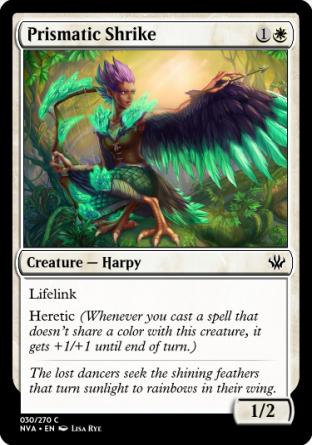 Prismatic Shrike 1
Creature — Harpy
Lifelink
Heretic (Whenever you cast a spell that
doesn't share a color with this creature, it
gets +1/+1 until end of turn.)
The lost dancers seek the shining feathers
that turn sunlight to rainbows in their wing.
1/2
030/270 C
NVA • EN Lisa Rye